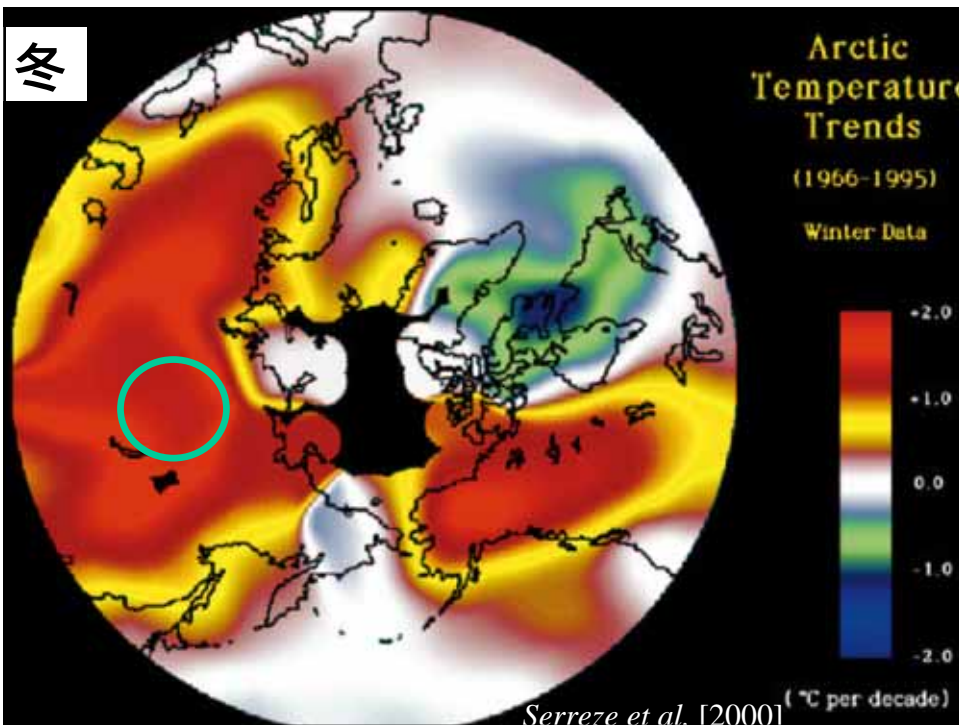 冬
Arctic
Temperature
Trends
(1966-1995)
Winter Data
+2.0
+1.0
0.0
-1.0
-2.0
(°C per decade)
Serreze et al. [2000]